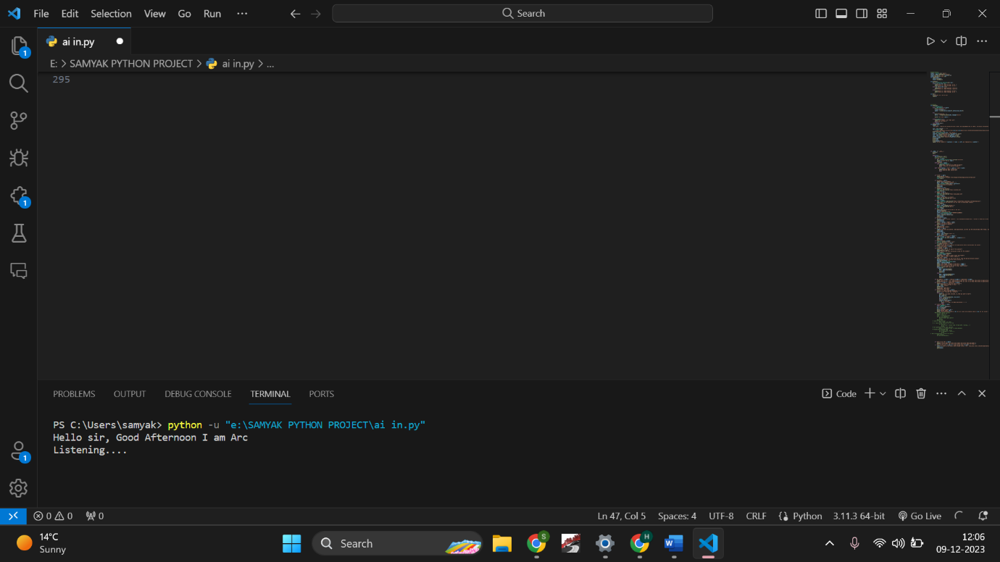 File Edit Selection View Go Run ···
Search
ai in.py
1
E: > SAMYAK PYTHON PROJECT > ai in.py > ...
295
1
1
PROBLEMS OUTPUT DEBUG CONSOLE TERMINAL PORTS
Code
PS C:\Users\samyak> python -u "e:\SAMYAK PYTHON PROJECT\ai in.py"
Hello sir, Good Afternoon I am Arc
Listening....
0 0 0
Ln 47, Col 5 Spaces: 4 UTF-8 CRLF Python 3.11.3 64-bit Go Live
14°C
Sunny
Search
S
H
W
12:06
09-12-2023